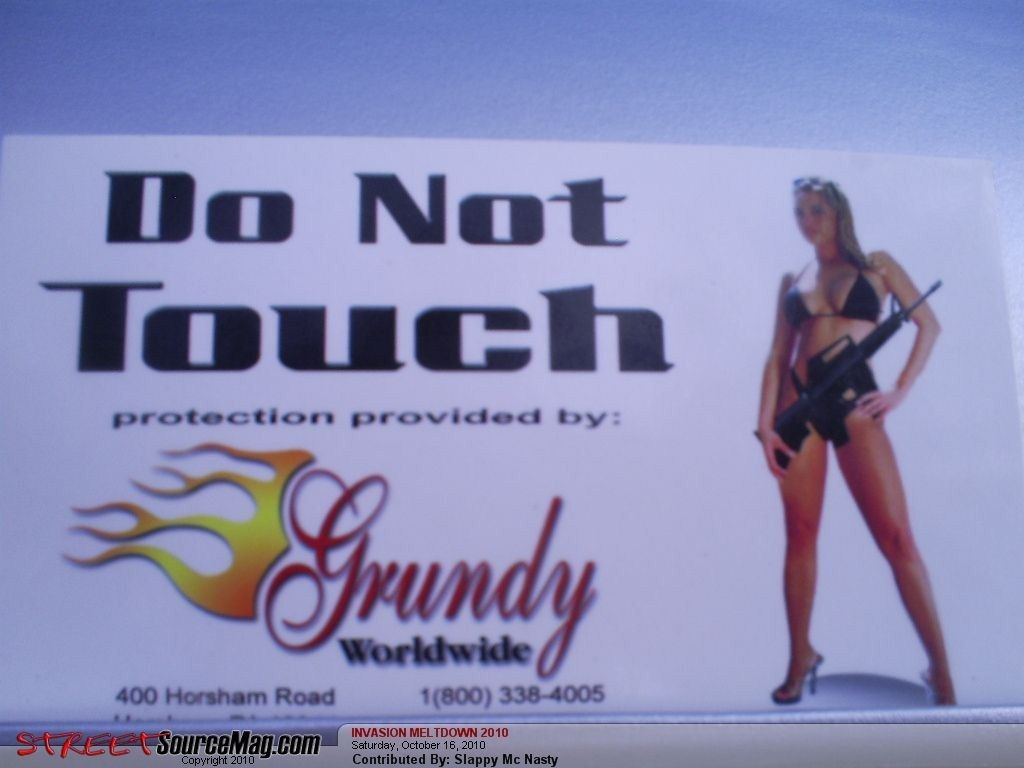 Do Not
Touch
protection provided by:
Grundy
Worldwide
400 Horsham Road 1(800) 338-4005
STREETSourceMag.com
Copyright 2010
INVASION MELTDOWN 2010
Saturday, October 16, 2010
Contributed By: Slappy Mc Nasty